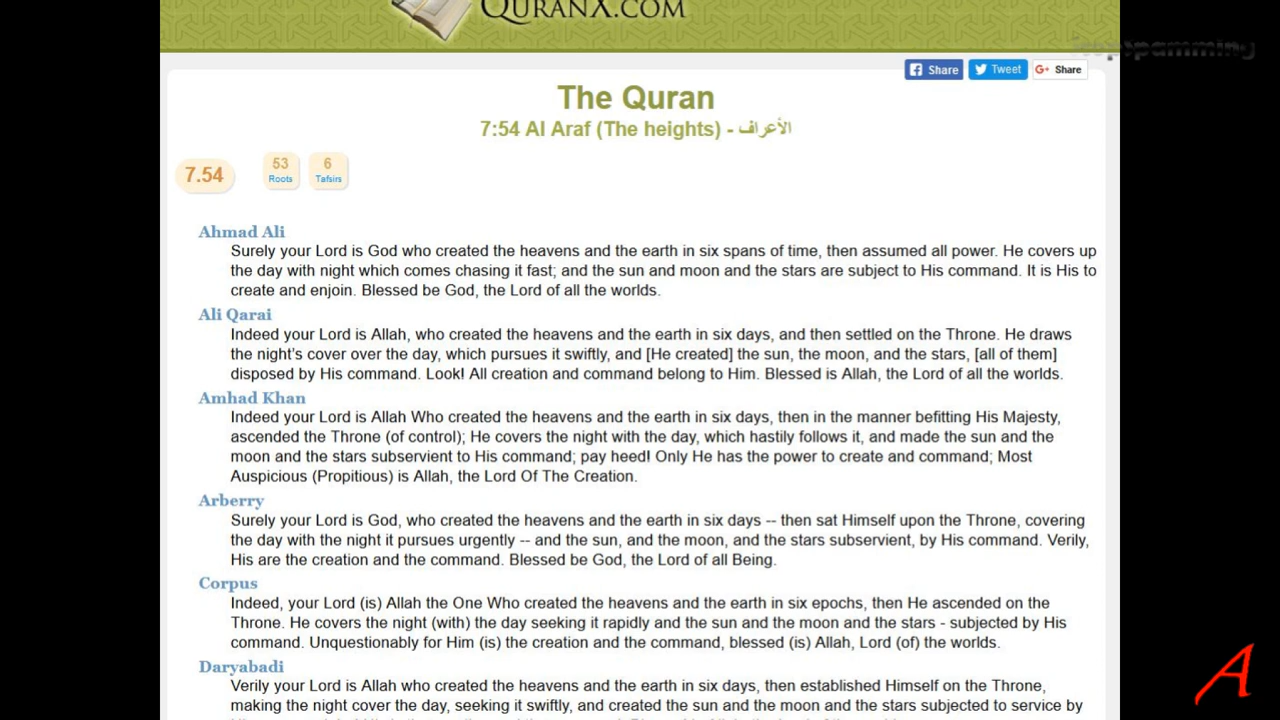 QURANX.COM
Share Tweet G+ Share
The Quran
7:54 Al Araf (The heights) - الأعراف
7.54 53 6
Roots Tafsirs
Ahmad Ali
Surely your Lord is God who created the heavens and the earth in six spans of time, then assumed all power. He covers up
the day with night which comes chasing it fast; and the sun and moon and the stars are subject to His command. It is His to
create and enjoin. Blessed be God, the Lord of all the worlds.
Ali Qarai
Indeed your Lord is Allah, who created the heavens and the earth in six days, and then settled on the Throne. He draws
the night's cover over the day, which pursues it swiftly, and [He created] the sun, the moon, and the stars, [all of them]
disposed by His command. Look! All creation and command belong to Him. Blessed is Allah, the Lord of all the worlds.
Amhad Khan
Indeed your Lord is Allah Who created the heavens and the earth in six days, then in the manner befitting His Majesty,
ascended the Throne (of control); He covers the night with the day, which hastily follows it, and made the sun and the
moon and the stars subservient to His command; pay heed! Only He has the power to create and command; Most
Auspicious (Propitious) is Allah, the Lord Of The Creation.
Arberry
Surely your Lord is God, who created the heavens and the earth in six days -- then sat Himself upon the Throne, covering
the day with the night it pursues urgently -- and the sun, and the moon, and the stars subservient, by His command. Verily,
His are the creation and the command. Blessed be God, the Lord of all Being.
Corpus
Indeed, your Lord (is) Allah the One Who created the heavens and the earth in six epochs, then He ascended on the
Throne. He covers the night (with) the day seeking it rapidly and the sun and the moon and the stars - subjected by His
command. Unquestionably for Him (is) the creation and the command, blessed (is) Allah, Lord (of) the worlds.
Daryabadi
Verily your Lord is Allah who created the heavens and the earth in six days, then established Himself on the Throne,
making the night cover the day, seeking it swiftly, and created the sun and the moon and the stars subjected to service by
A